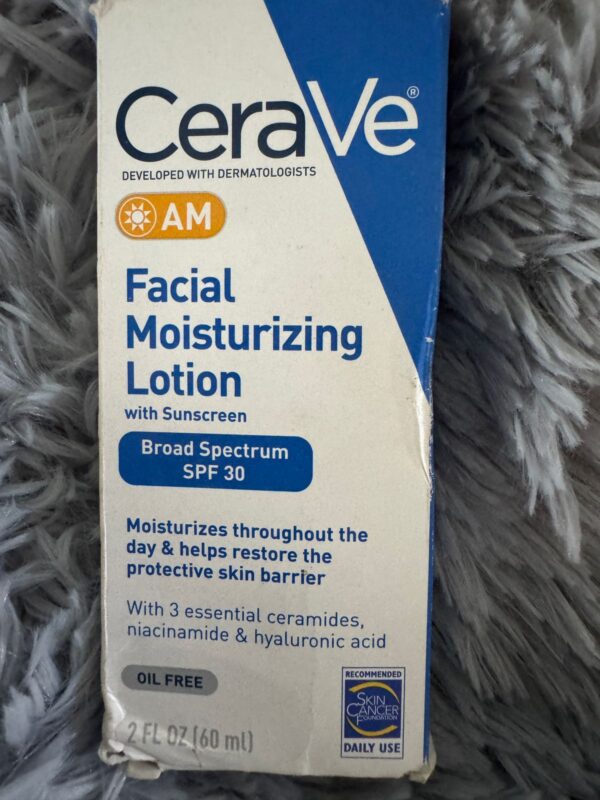 CeraVe®
DEVELOPED WITH DERMATOLOGISTS
AM
Facial
Moisturizing
Lotion
with Sunscreen
Broad Spectrum
SPF 30
Moisturizes throughout the
day & helps restore the
protective skin barrier
With 3 essential ceramides,
niacinamide & hyaluronic acid
OIL FREE
2 FL OZ (60 ml)
RECOMMENDED
SKIN
CANCER
FOUNDATION
DAILY USE